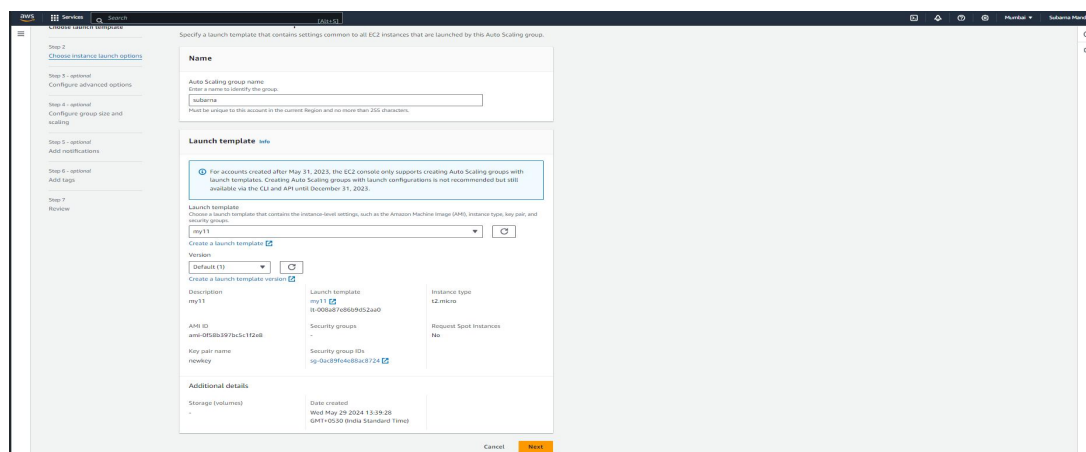 aws
Services
Search
[Alt+S]
Mumbai
Subarna Mand
Choose launch template
Step 2
Choose instance launch options
Step 3 - optional
Configure advanced options
Step 4 - optional
Configure group size and
scaling
Step 5 - optional
Add notifications
Step 6 - optional
Add tags
Step 7
Review
Specify a launch template that contains settings common to all EC2 instances that are launched by this Auto Scaling group.
Name
Auto Scaling group name
Enter a name to identify the group.
subarna
Must be unique to this account in the current Region and no more than 255 characters.
Launch template Info
For accounts created after May 31, 2023, the EC2 console only supports creating Auto Scaling groups with
launch templates. Creating Auto Scaling groups with launch configurations is not recommended but still
available via the CLI and API until December 31, 2023.
Launch template
Choose a launch template that contains the instance-level settings, such as the Amazon Machine Image (AMI), instance type, key pair, and
security groups.
my11
Create a launch template
Version
Default (1)
Create a launch template version
Description
my11
Launch template
my11
lt-008a87e86b9d52aa0
Instance type
t2.micro
AMI ID
ami-0f58b397bc5c1f2e8
Security groups
-
Request Spot Instances
No
Key pair name
newkey
Security group IDs
sg-0ac89fe4e88ac8724
Additional details
Storage (volumes)
-
Date created
Wed May 29 2024 13:39:28
GMT+0530 (India Standard Time)
Cancel
Next